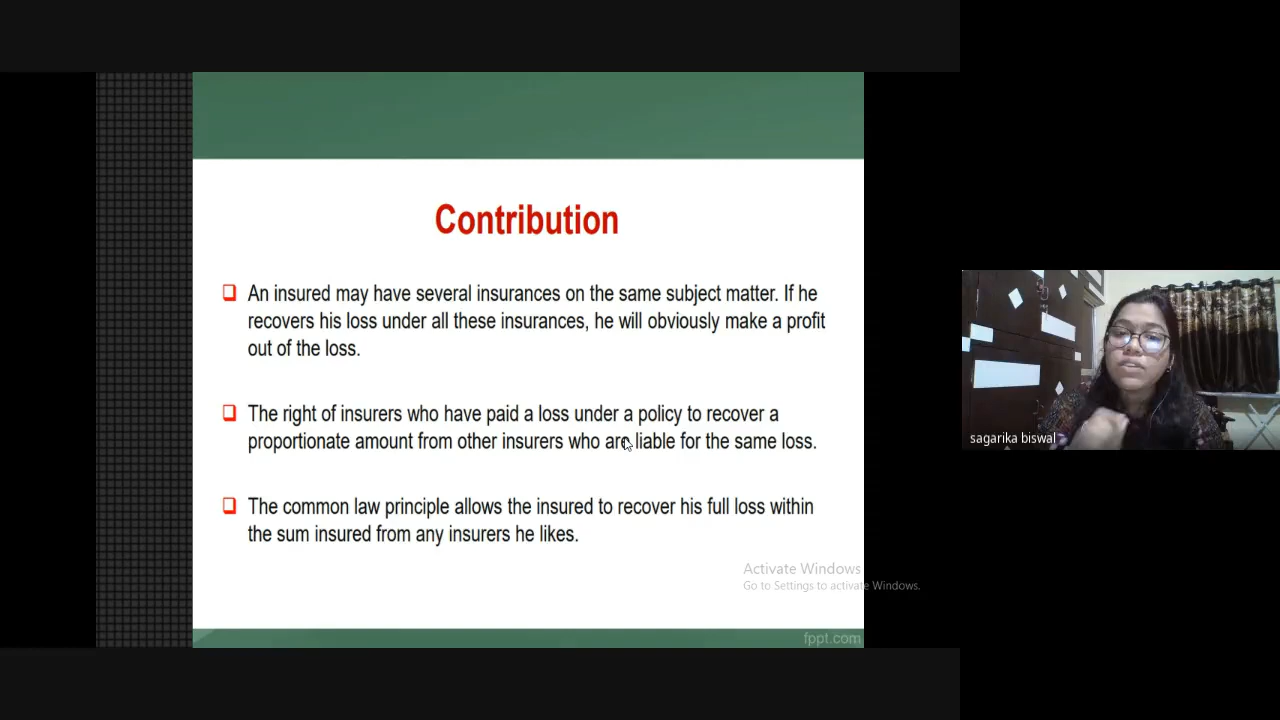 Contribution
An insured may have several insurances on the same subject matter. If he
recovers his loss under all these insurances, he will obviously make a profit
out of the loss.
The right of insurers who have paid a loss under a policy to recover a
proportionate amount from other insurers who are liable for the same loss.
The common law principle allows the insured to recover his full loss within
the sum insured from any insurers he likes.
Activate Windows
Go to Settings to activate Windows.
fppt.com
sagarika biswal